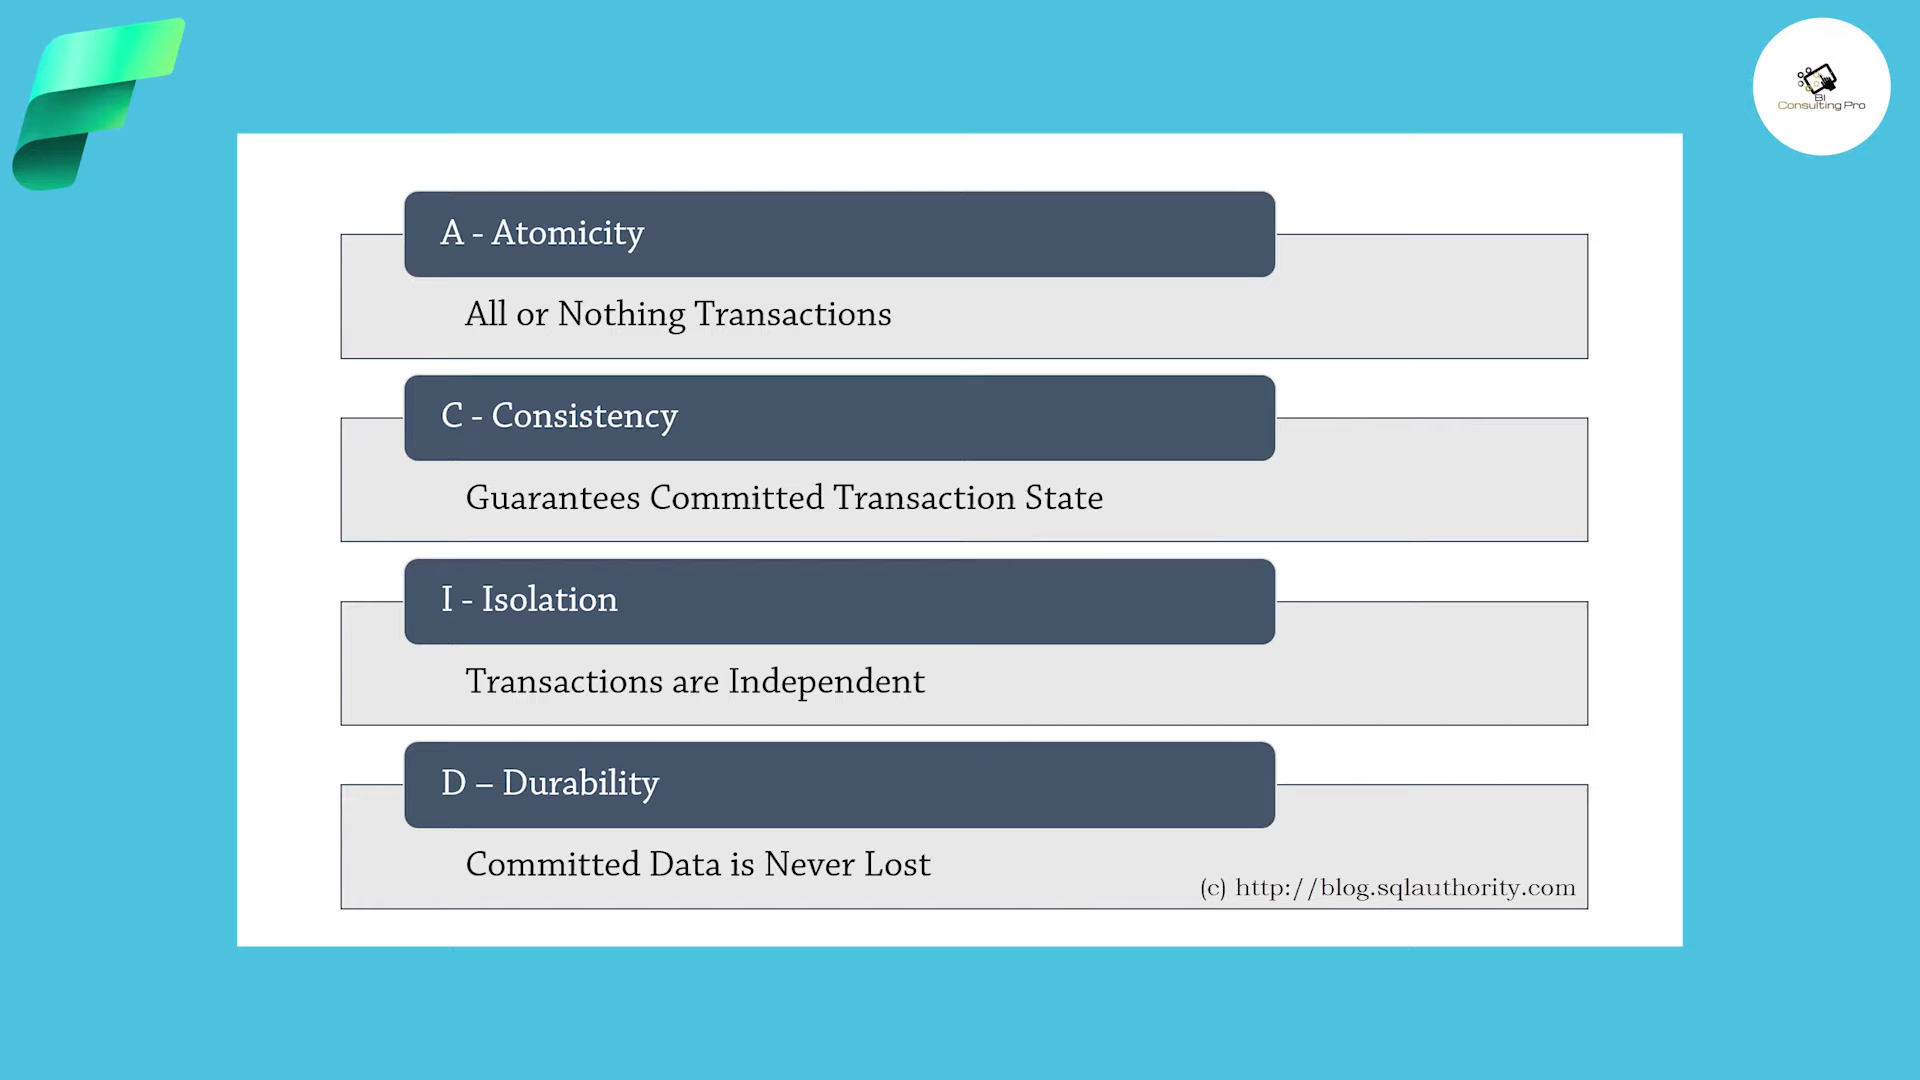 BI
Consulting Pro
A - Atomicity
All or Nothing Transactions
C - Consistency
Guarantees Committed Transaction State
I - Isolation
Transactions are Independent
D – Durability
Committed Data is Never Lost
(c) http://blog.sqlauthority.com